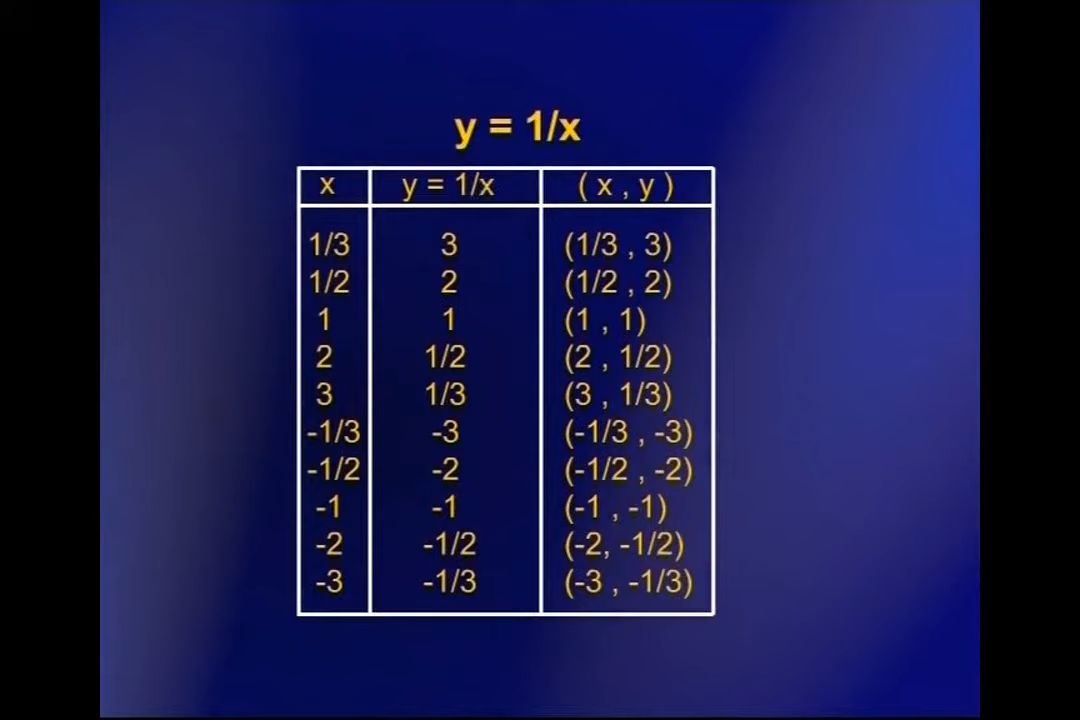 y = 1/x
x y = 1/x ( x , y )
1/3 3 (1/3 , 3)
1/2 2 (1/2 , 2)
1 1 (1 , 1)
2 1/2 (2 , 1/2)
3 1/3 (3 , 1/3)
-1/3 -3 (-1/3 , -3)
-1/2 -2 (-1/2 , -2)
-1 -1 (-1 , -1)
-2 -1/2 (-2, -1/2)
-3 -1/3 (-3 , -1/3)